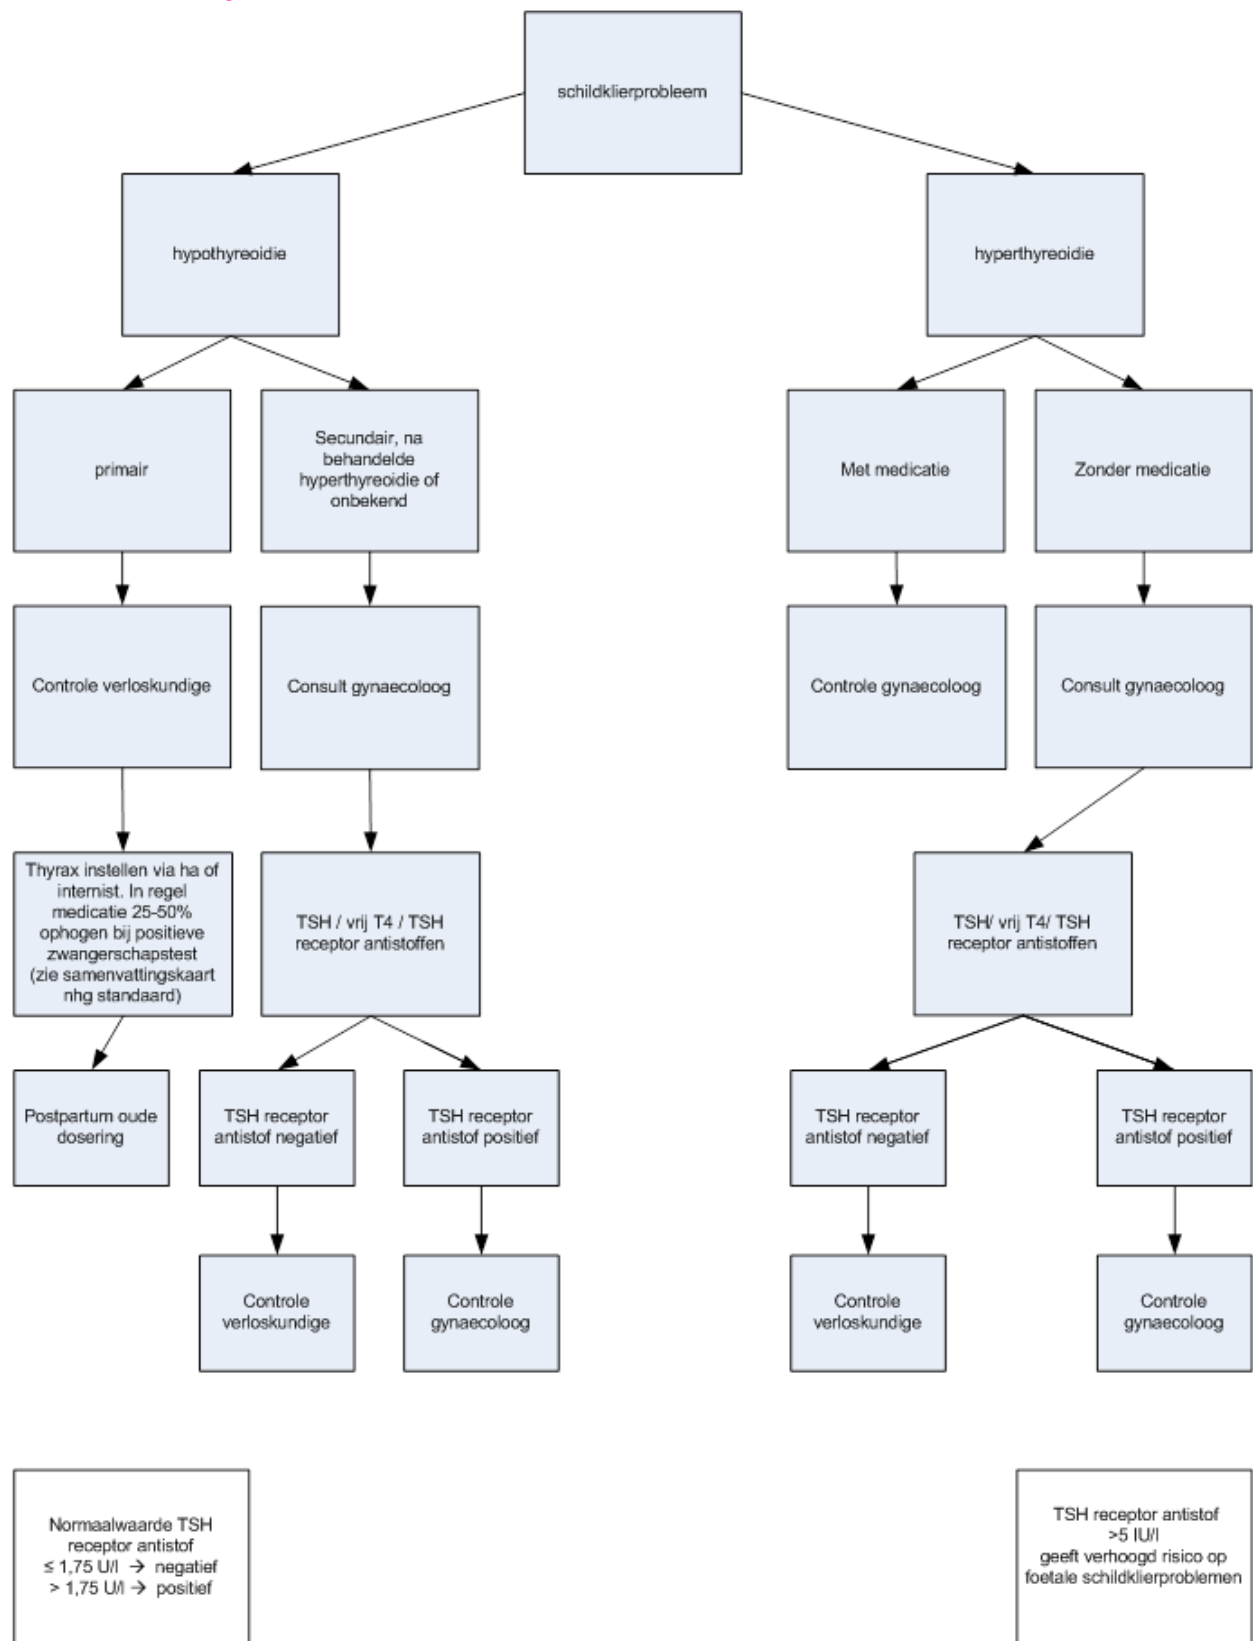 schildklierprobleem
hypothyreoidie
hyperthyreoidie
primair
Secundair, na
behandelde
hyperthyreoidie of
onbekend
Met medicatie
Zonder medicatie
Controle verloskundige
Consult gynaecoloog
Controle gynaecoloog
Consult gynaecoloog
Thyrax instellen via ha of
internist. In regel
medicatie 25-50%
ophogen bij positieve
zwangerschapstest
(zie samenvattingskaart
nhg standaard)
TSH / vrij T4 / TSH
receptor antistoffen
TSH/ vrij T4/ TSH
receptor antistoffen
Postpartum oude
dosering
TSH receptor
antistof negatief
TSH receptor
antistof positief
TSH receptor
antistof negatief
TSH receptor
antistof positief
Controle
verloskundige
Controle
gynaecoloog
Controle
verloskundige
Controle
gynaecoloog
Normaalwaarde TSH
receptor antistof
≤ 1,75 U/l → negatief
> 1,75 U/l → positief
TSH receptor antistof
>5 IU/l
geeft verhoogd risico op
foetale schildklierproblemen